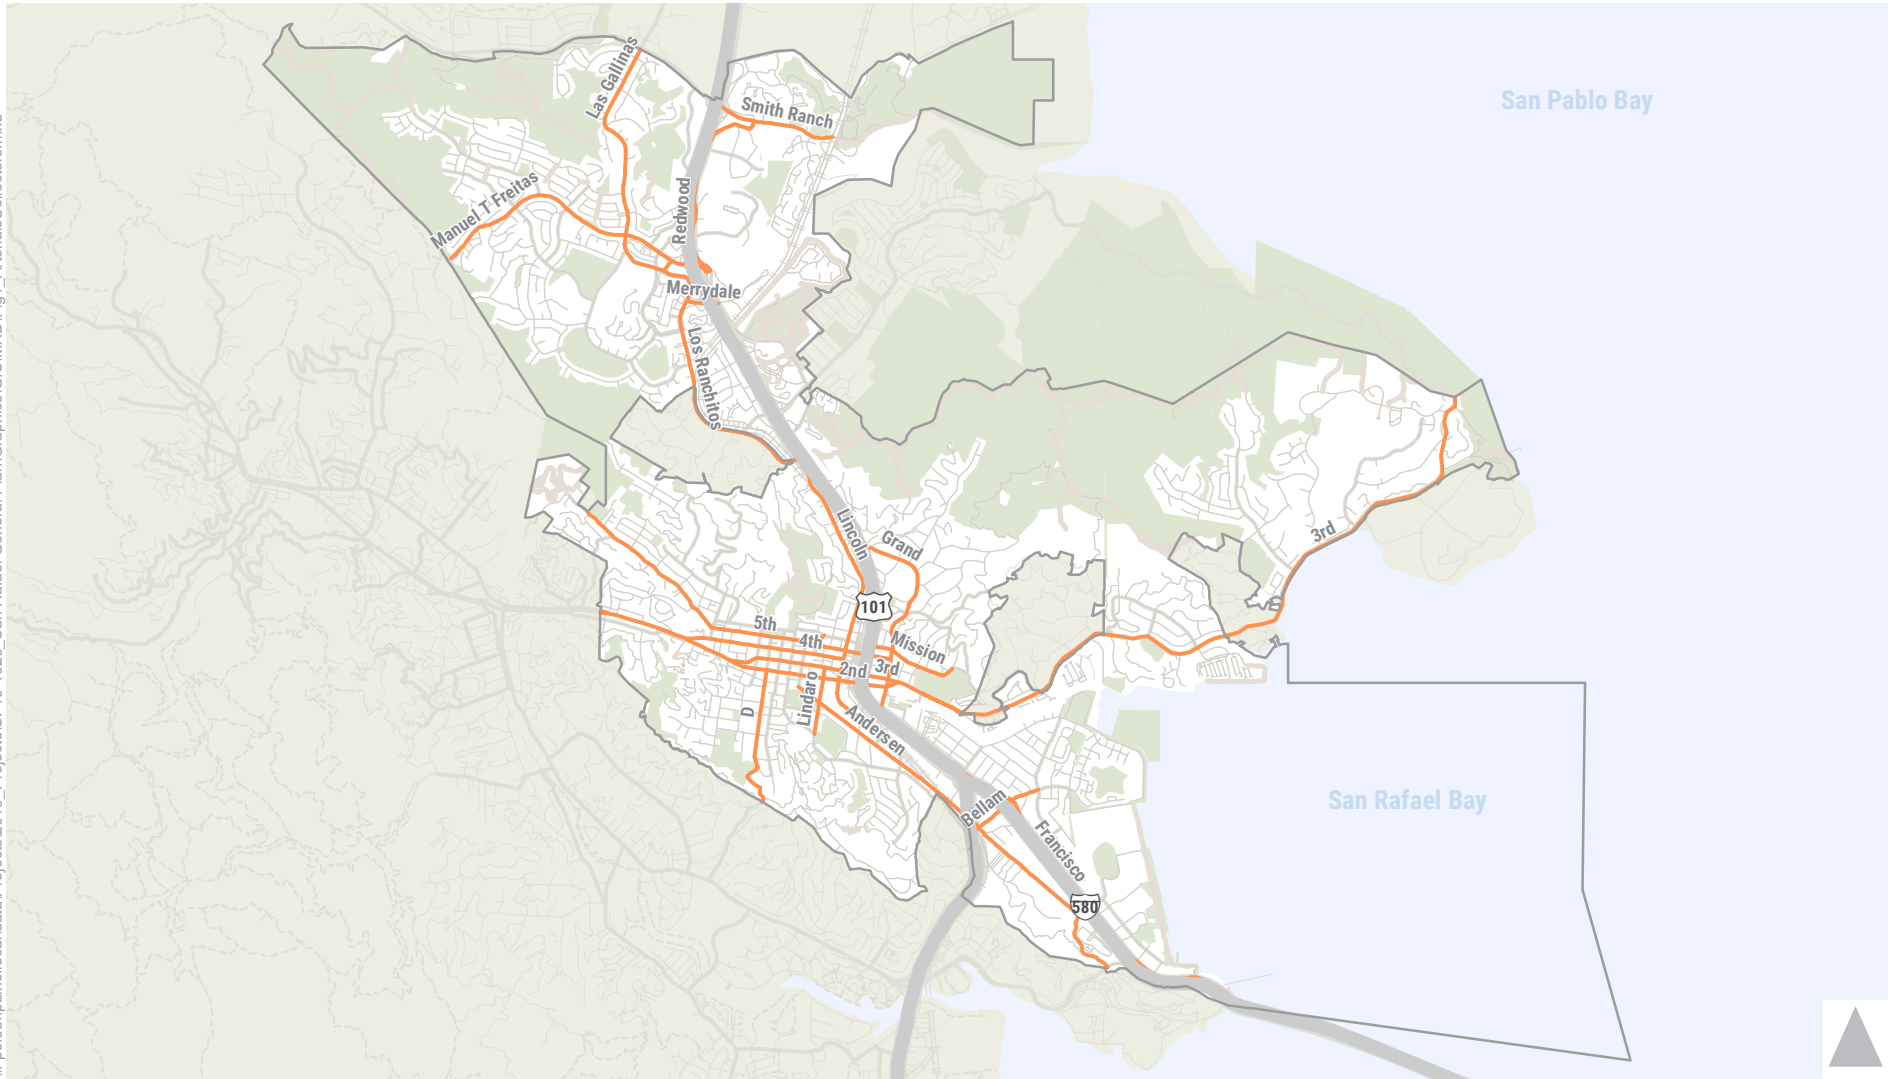 Las Gallinas
Smith Ranch
San Pablo Bay
Manuel T Freitas
Redwood
Merrydale
Los Ranchitos
Lincoln
Grand
3rd
101
5th
4th
Mission
2nd
3rd
Lindaro
D
Andersen
Bellam
Francisco
San Rafael Bay
580